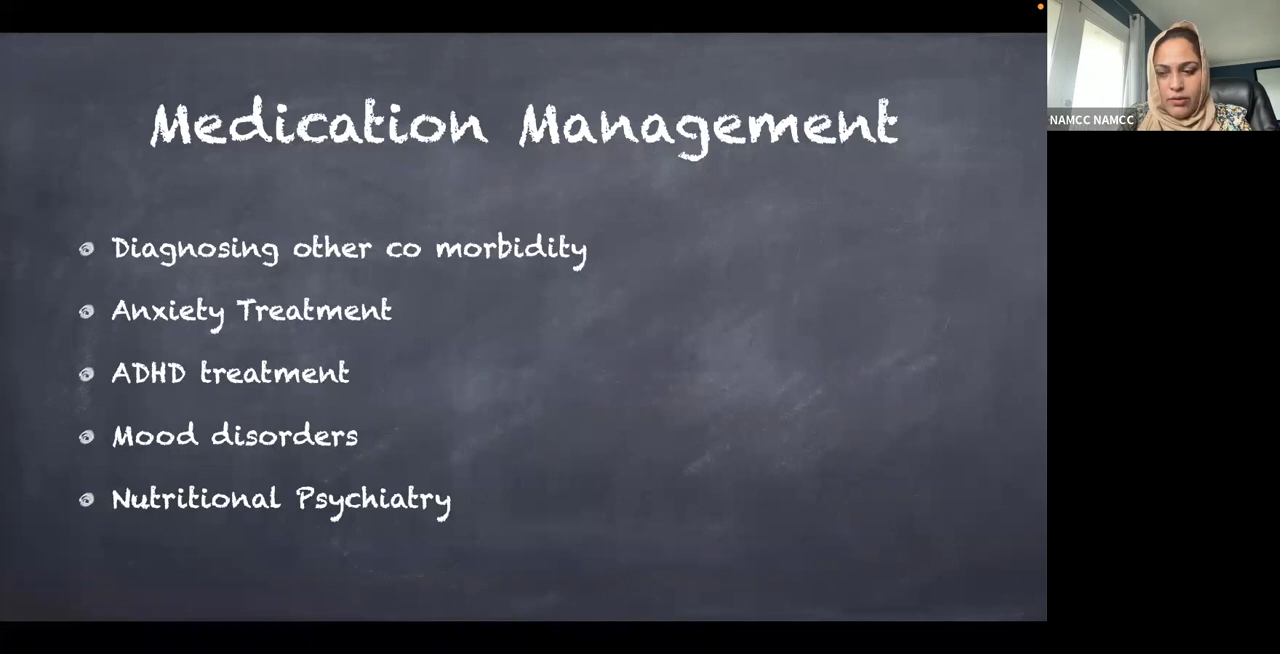 Medication Management
Diagnosing other co morbidity
Anxiety Treatment
ADHD treatment
Mood disorders
Nutritional Psychiatry
NAMCC NAMCC